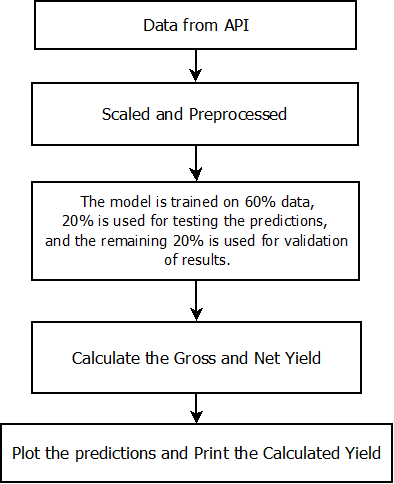 Data from API
Scaled and Preprocessed
The model is trained on 60% data,
20% is used for testing the predictions,
and the remaining 20% is used for validation
of results.
Calculate the Gross and Net Yield
Plot the predictions and Print the Calculated Yield